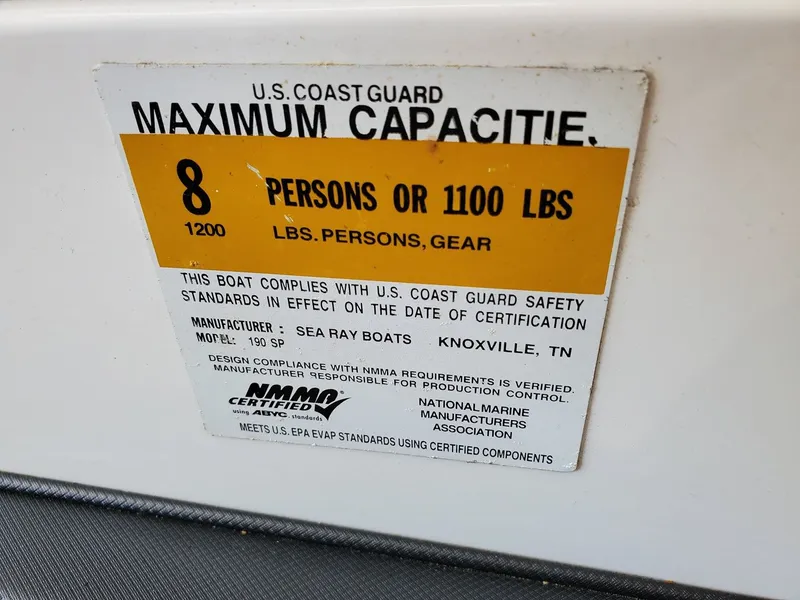 U.S. COAST GUARD
MAXIMUM CAPACITIE
8 PERSONS OR 1100 LBS
1200 LBS. PERSONS, GEAR
THIS BOAT COMPLIES WITH U.S. COAST GUARD SAFETY
STANDARDS IN EFFECT ON THE DATE OF CERTIFICATION
MANUFACTURER : SEA RAY BOATS KNOXVILLE, TN
MODEL: 190 SP
DESIGN COMPLIANCE WITH NMMA REQUIREMENTS IS VERIFIED.
MANUFACTURER RESPONSIBLE FOR PRODUCTION CONTROL.
NMMA®
CERTIFIED
using ABYC standards
NATIONAL MARINE
MANUFACTURERS
ASSOCIATION
MEETS U.S. EPA EVAP STANDARDS USING CERTIFIED COMPONENTS